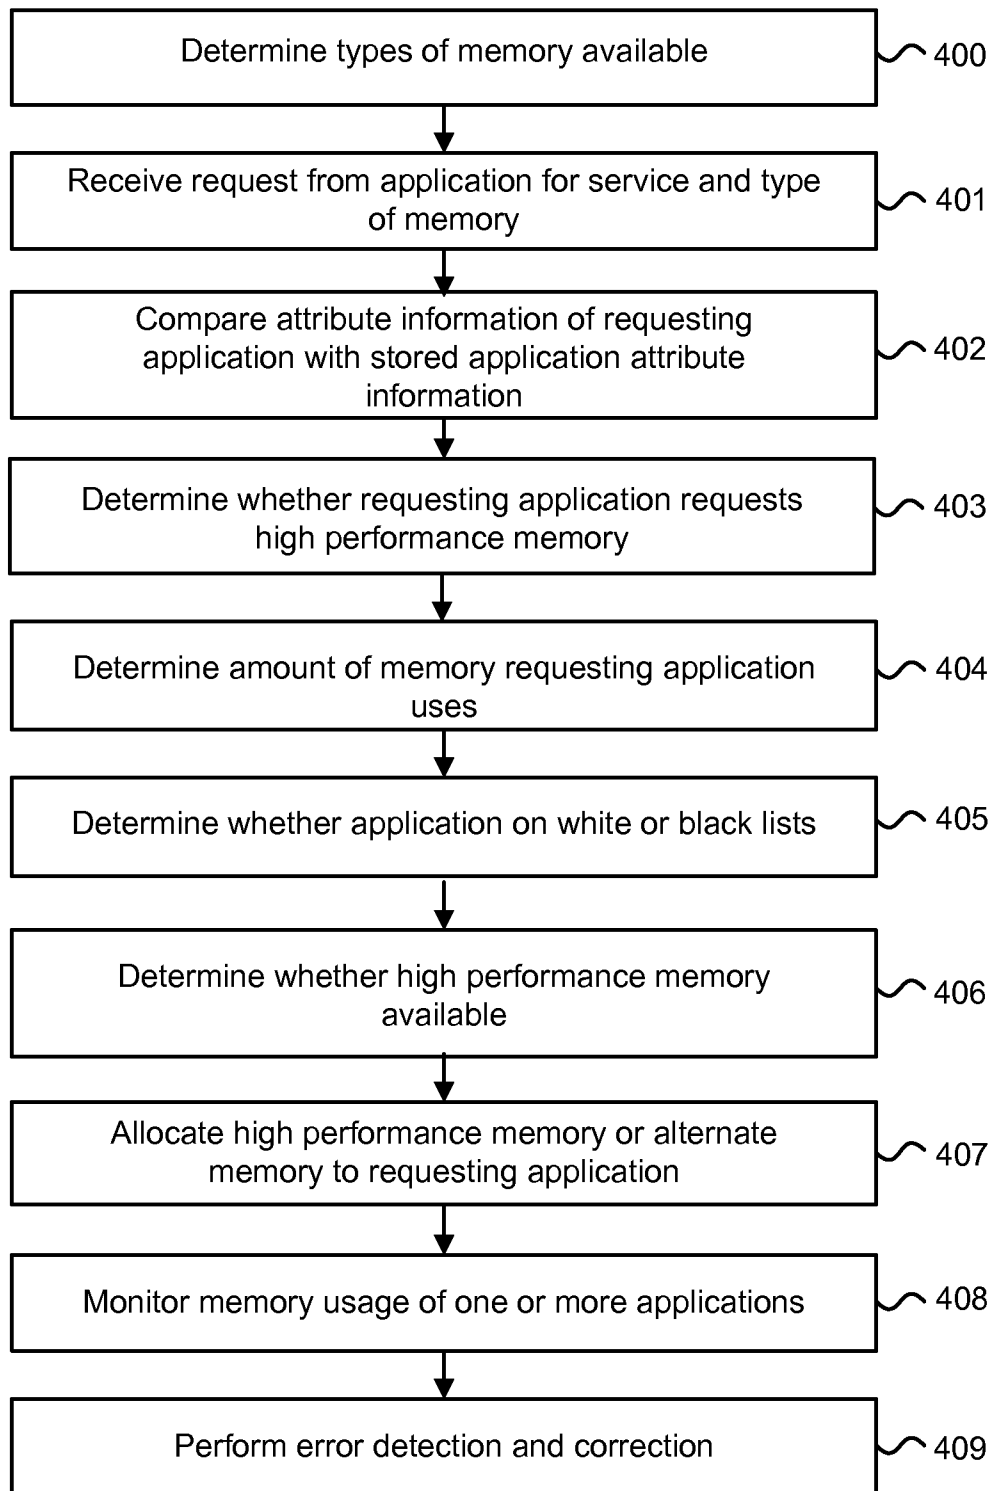 Determine types of memory available
400
Receive request from application for service and type
of memory
401
Compare attribute information of requesting
application with stored application attribute
information
402
Determine whether requesting application requests
high performance memory
403
Determine amount of memory requesting application
uses
404
Determine whether application on white or black lists
405
Determine whether high performance memory
available
406
Allocate high performance memory or alternate
memory to requesting application
407
Monitor memory usage of one or more applications
408
Perform error detection and correction
409